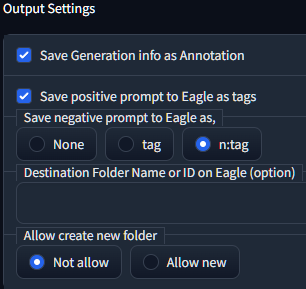 Output Settings
Save Generation info as Annotation
Save positive prompt to Eagle as tags
Save negative prompt to Eagle as,
None tag n:tag
Destination Folder Name or ID on Eagle (option)
Allow create new folder
Not allow Allow new